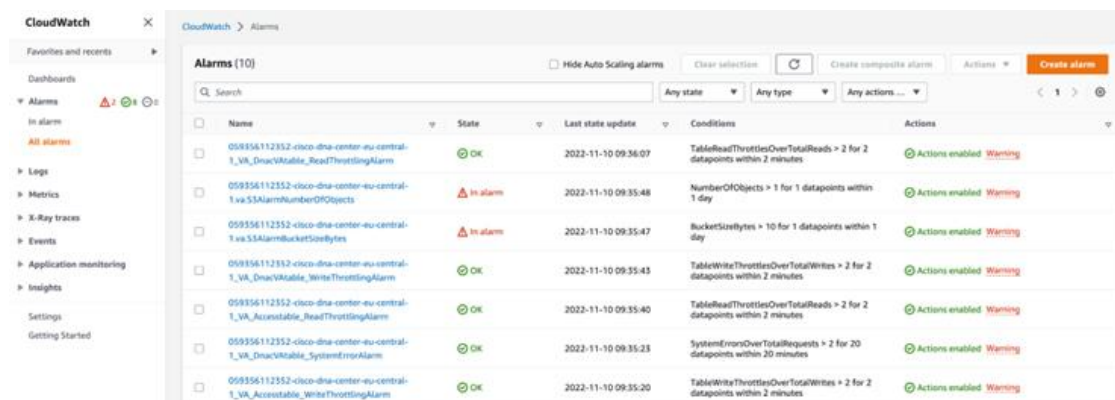 CloudWatch
Favorites and recents
Dashboards
Alarms 2 8 0
In alarm
All alarms
Logs
Metrics
X-Ray traces
Events
Application monitoring
Insights
Settings
Getting Started
CloudWatch > Alarms
Alarms (10)
Hide Auto Scaling alarms
Clear selection
Create composite alarm
Actions
Create alarm
Search
Any state
Any type
Any actions ...
1
Name State Last state update Conditions Actions
059356112352-cisco-dna-center-eu-central-
1_VA_DnacVAtable_ReadThrottlingAlarm
OK
2022-11-10 09:36:07
TableReadThrottlesOverTotalReads > 2 for 2
datapoints within 2 minutes
Actions enabled Warning
059356112352-cisco-dna-center-eu-central-
1.va.S3AlarmNumberOfObjects
In alarm
2022-11-10 09:35:48
NumberOfObjects > 1 for 1 datapoints within
1 day
Actions enabled Warning
059356112352-cisco-dna-center-eu-central-
1.va.S3AlarmBucketSizeBytes
In alarm
2022-11-10 09:35:47
BucketSizeBytes > 10 for 1 datapoints within 1
day
Actions enabled Warning
059356112352-cisco-dna-center-eu-central-
1_VA_DnacVAtable_WriteThrottlingAlarm
OK
2022-11-10 09:35:43
TableWriteThrottlesOverTotalWrites > 2 for 2
datapoints within 2 minutes
Actions enabled Warning
059356112352-cisco-dna-center-eu-central-
1_VA_Accesstable_ReadThrottlingAlarm
OK
2022-11-10 09:35:40
TableReadThrottlesOverTotalReads > 2 for 2
datapoints within 2 minutes
Actions enabled Warning
059356112352-cisco-dna-center-eu-central-
1_VA_DnacVAtable_SystemErrorAlarm
OK
2022-11-10 09:35:23
SystemErrorsOverTotalRequests > 2 for 20
datapoints within 20 minutes
Actions enabled Warning
059356112352-cisco-dna-center-eu-central-
1_VA_Accesstable_WriteThrottlingAlarm
OK
2022-11-10 09:35:20
TableWriteThrottlesOverTotalWrites > 2 for 2
datapoints within 2 minutes
Actions enabled Warning